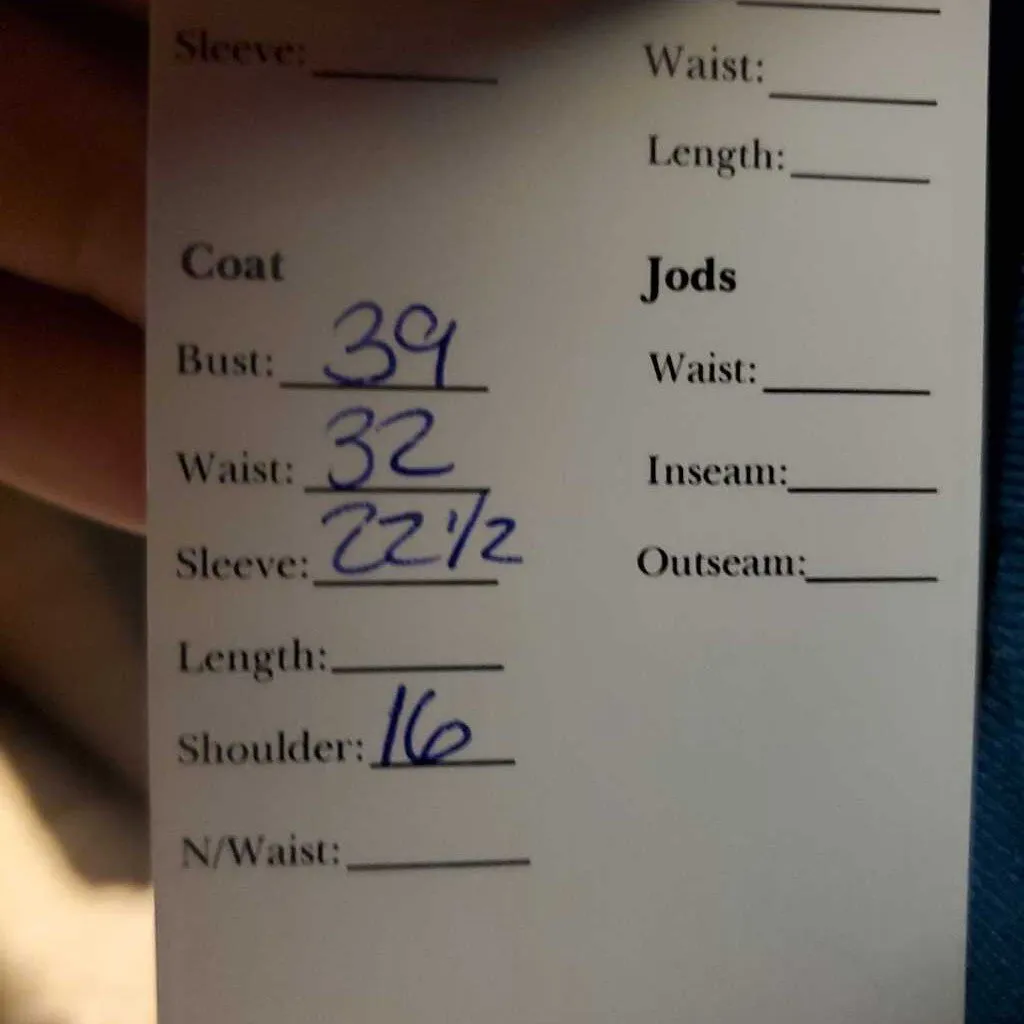 Sleeve:
Coat
Bust: 39
Waist: 32
Sleeve: 22 1/2
Length:
Shoulder: 16
N/Waist:
Waist:
Length:
Jods
Waist:
Inseam:
Outseam: